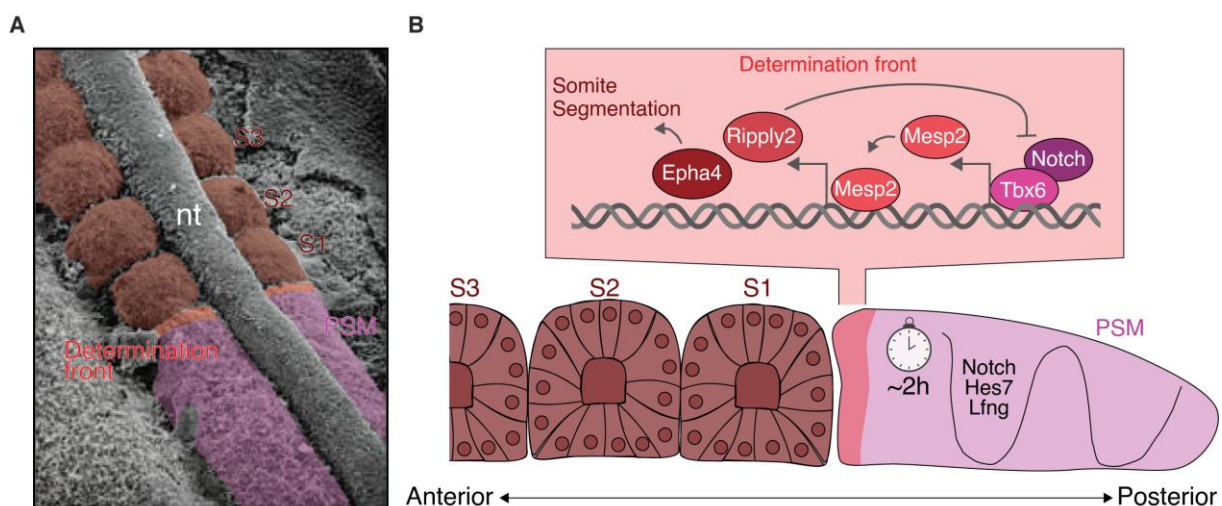 A
S3
S2
nt
S1
PSM
Determination
front
B
Determination front
Somite
Segmentation
Ripply2
Mesp2
Notch
Epha4
Mesp2
Tbx6
S3
S2
S1
PSM
~2h
Notch
Hes7
Lfng
Anterior
Posterior